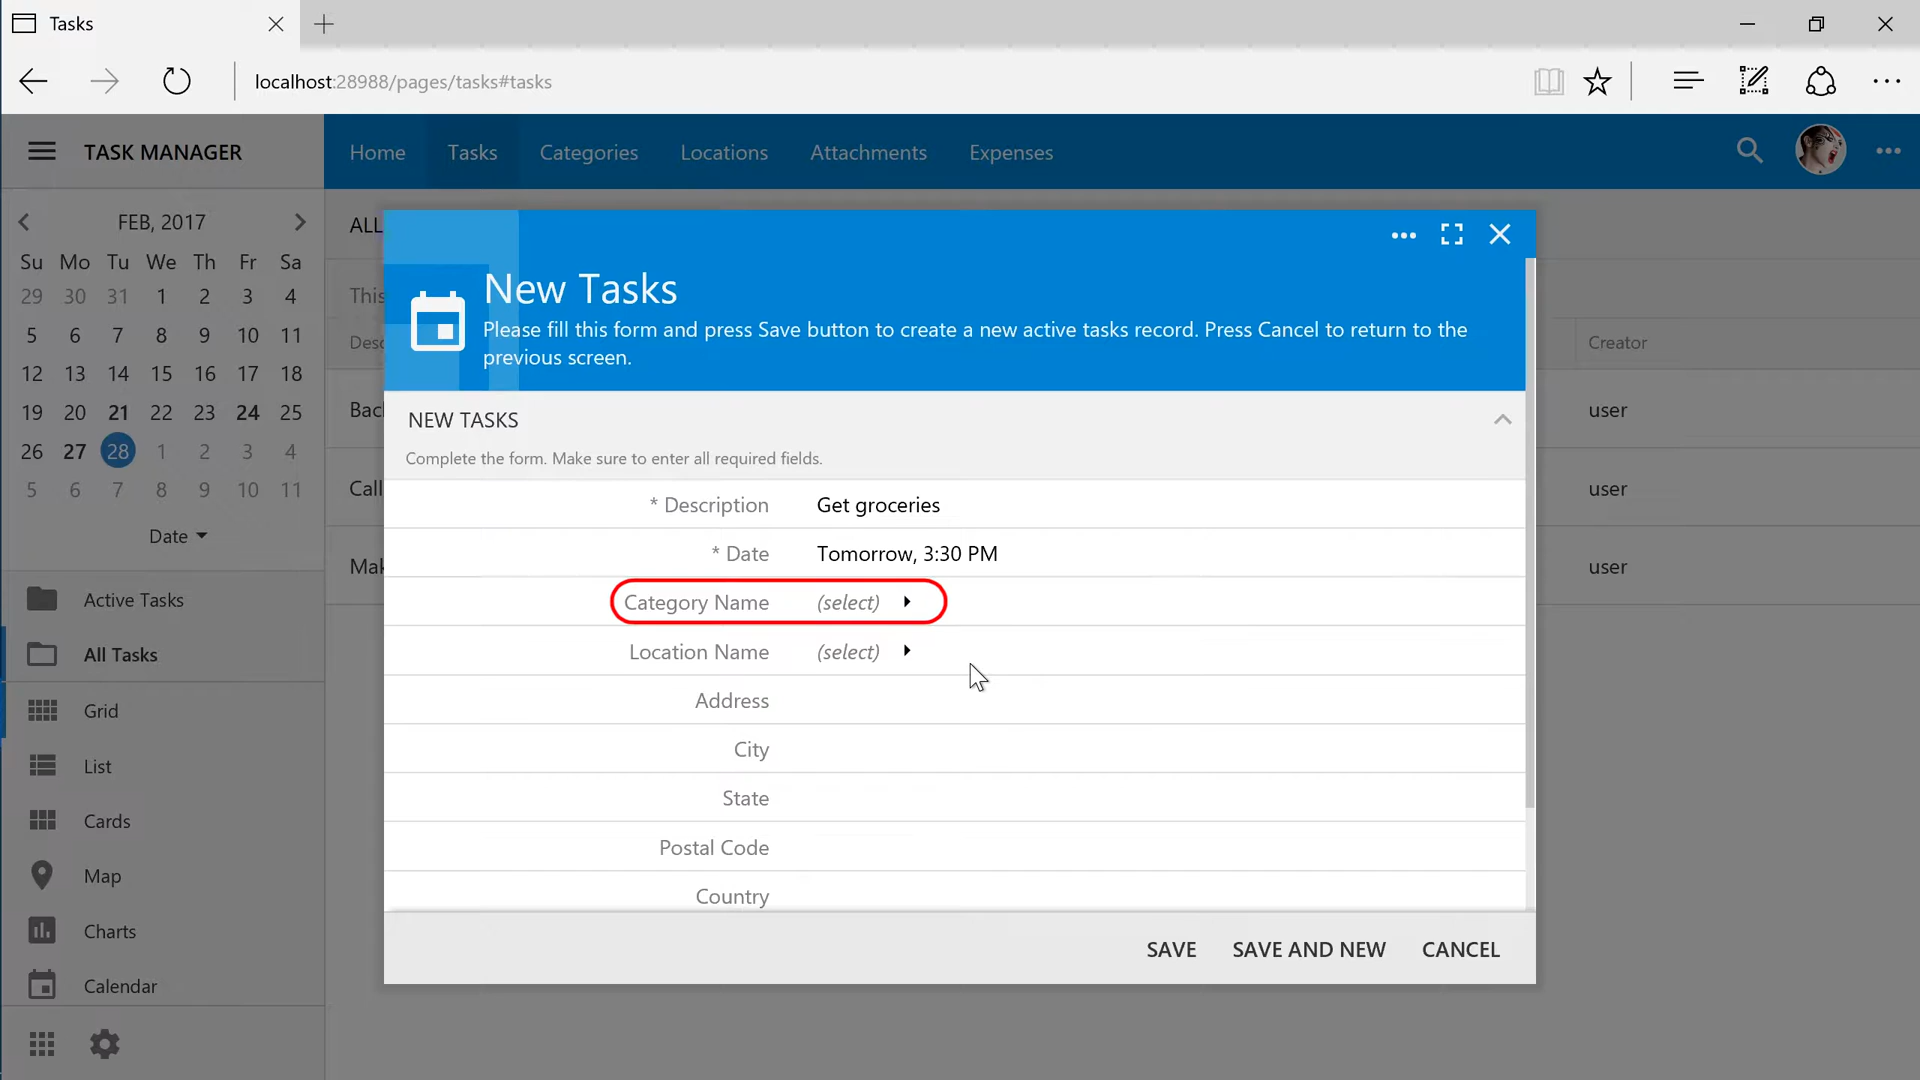 Tasks
localhost:28988/pages/tasks#tasks
TASK MANAGER
Home Tasks Categories Locations Attachments Expenses
FEB, 2017
Su Mo Tu We Th Fr Sa
29 30 31 1 2 3 4
5 6 7 8 9 10 11
12 13 14 15 16 17 18
19 20 21 22 23 24 25
26 27 28 1 2 3 4
5 6 7 8 9 10 11
Date
Active Tasks
All Tasks
Grid
List
Cards
Map
Charts
Calendar
ALL
This
Desc
Creator
Bac
user
Call
user
Mak
user
New Tasks
Please fill this form and press Save button to create a new active tasks record. Press Cancel to return to the
previous screen.
NEW TASKS
Complete the form. Make sure to enter all required fields.
* Description Get groceries
* Date Tomorrow, 3:30 PM
Category Name (select)
Location Name (select)
Address
City
State
Postal Code
Country
SAVE SAVE AND NEW CANCEL